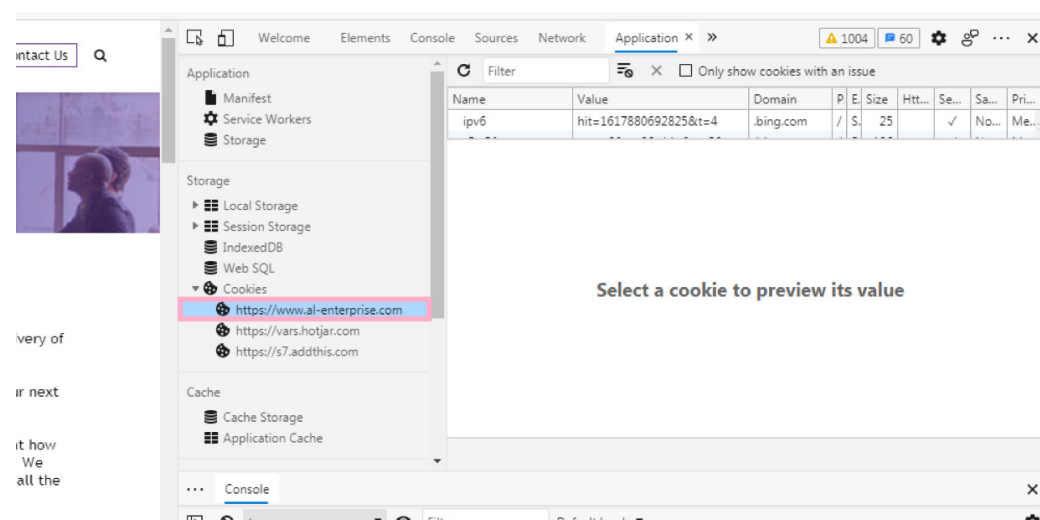 Contact Us
Welcome Elements Console Sources Network Application × »
1004 60
Application
Manifest
Service Workers
Storage
Storage
Local Storage
Session Storage
IndexedDB
Web SQL
Cookies
https://www.al-enterprise.com
https://vars.hotjar.com
https://s7.addthis.com
Cache
Cache Storage
Application Cache
Filter Only show cookies with an issue
Name Value Domain P. E. Size Htt... Se... Sa... Pri...
ipv6 hit=1617880692825&t=4 .bing.com / S. 25 ✓ No... Me...
Select a cookie to preview its value
ivery of
ur next
at how
We
all the
... Console